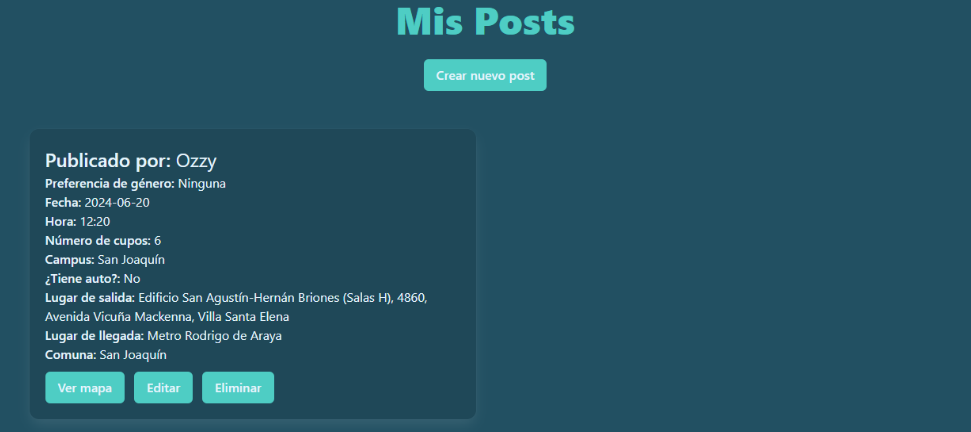 Mis Posts
Crear nuevo post
Publicado por: Ozzy
Preferencia de género: Ninguna
Fecha: 2024-06-20
Hora: 12:20
Número de cupos: 6
Campus: San Joaquín
¿Tiene auto?: No
Lugar de salida: Edificio San Agustín-Hernán Briones (Salas H), 4860,
Avenida Vicuña Mackenna, Villa Santa Elena
Lugar de llegada: Metro Rodrigo de Araya
Comuna: San Joaquín
Ver mapa Editar Eliminar